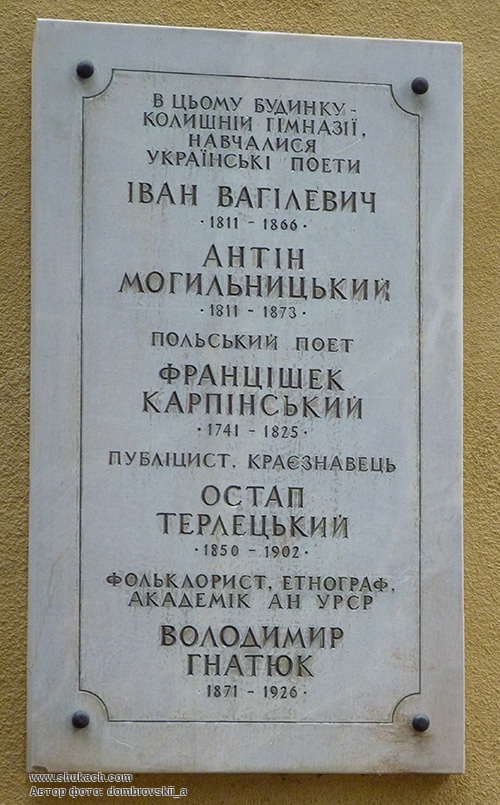 В ЦЬОМУ БУДИНКУ-
КОЛИШНІЙ ГІМНАЗІЇ,
НАВЧАЛИСЯ
УКРАЇНСЬКІ ПОЕТИ
ІВАН ВАГІЛЕВИЧ
·1811 – 1866·
АНТІН
МОГИЛЬНИЦЬКИЙ
·1811 – 1873·
ПОЛЬСЬКИЙ ПОЕТ
ФРАНЦІШЕК
КАРПІНСЬКИЙ
·1741 – 1825·
ПУБЛІЦИСТ, КРАЄЗНАВЕЦЬ
ОСТАП
ТЕРЛЕЦЬКИЙ
·1850 – 1902·
ФОЛЬКЛОРИСТ, ЕТНОГРАФ,
АКАДЕМІК АН УРСР
ВОЛОДИМИР
ГНАТЮК
·1871 – 1926·
www.shukach.com
Автор фото: dombrovskii_a